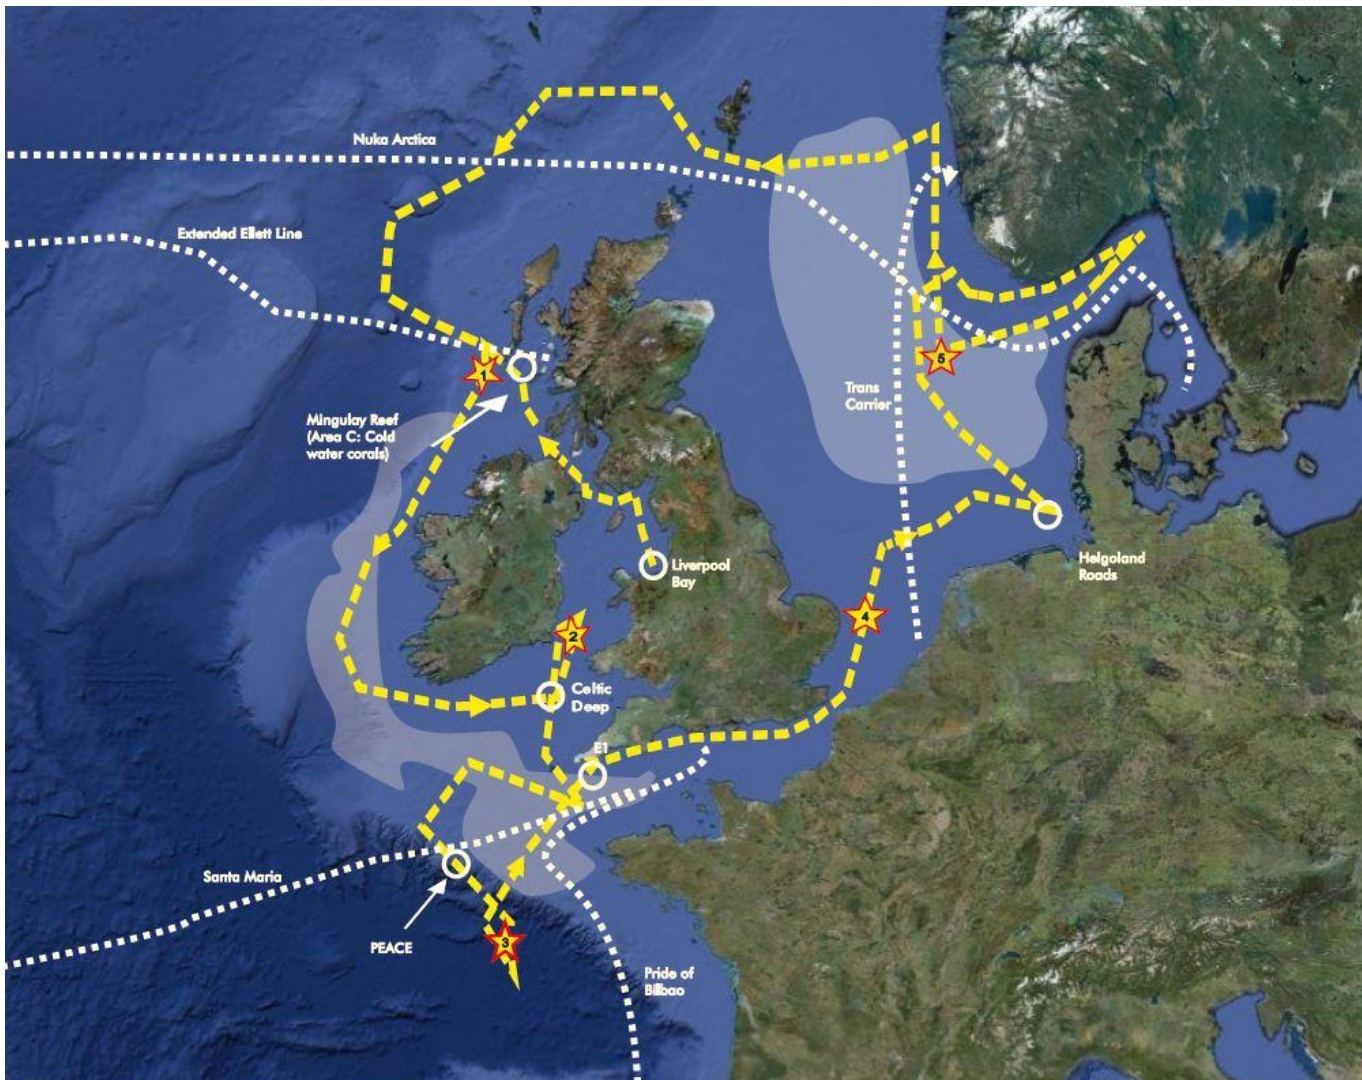 Nuka Arctica
Extended Ellett Line
1
Mingulay Reef
(Area C: Cold
water corals)
5
Trans
Carrier
Liverpool
Bay
Helgoland
Roads
4
2
Celtic
Deep
E1
Santa Maria
PEACE
3
Pride of
Bilbao